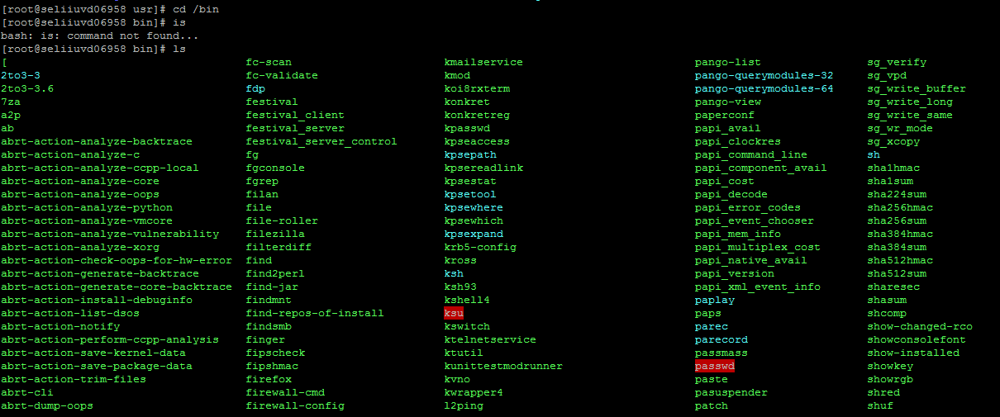 [root@seliiuvd06958 usr]# cd /bin
[root@seliiuvd06958 bin]# is
bash: is: command not found...
[root@seliiuvd06958 bin]# ls
[ fc-scan kmailservice pango-list sg_verify
2to3-3 fc-validate kmod pango-querymodules-32 sg_vpd
2to3-3.6 fdp koi8rxterm pango-querymodules-64 sg_write_buffer
7za festival konkret pango-view sg_write_long
a2p festival_client konkretreg paperconf sg_write_same
ab festival_server kpasswd papi_avail sg_wr_mode
abrt-action-analyze-backtrace festival_server_control kpseaccess papi_clockres sg_xcopy
abrt-action-analyze-c fg kpsepath papi_command_line sh
abrt-action-analyze-ccpp-local fgconsole kpsereadlink papi_component_avail sha1hmac
abrt-action-analyze-core fgrep kpsestat papi_cost sha1sum
abrt-action-analyze-oops filan kpsetool papi_decode sha224sum
abrt-action-analyze-python file kpsewhere papi_error_codes sha256hmac
abrt-action-analyze-vmcore file-roller kpsewhich papi_event_chooser sha256sum
abrt-action-analyze-vulnerability filezilla kpsexpand papi_mem_info sha384hmac
abrt-action-analyze-xorg filterdiff krb5-config papi_multiplex_cost sha384sum
abrt-action-check-oops-for-hw-error find kross papi_native_avail sha512hmac
abrt-action-generate-backtrace find2perl ksh papi_version sha512sum
abrt-action-generate-core-backtrace find-jar ksh93 papi_xml_event_info sharesec
abrt-action-install-debuginfo findmnt kshell4 paplay shasum
abrt-action-list-dsos find-repos-of-install ksu paps shcomp
abrt-action-notify findsmb kswitch parec show-changed-rco
abrt-action-perform-ccpp-analysis finger ktelnetservice parecord showconsolefont
abrt-action-save-kernel-data fipscheck ktutil passmass show-installed
abrt-action-save-package-data fipshmac kunittestmodrunner passwd showkey
abrt-action-trim-files firefox kvno paste showrgb
abrt-cli firewall-cmd kwrapper4 pasuspender shred
abrt-dump-oops firewall-config l2ping patch shuf